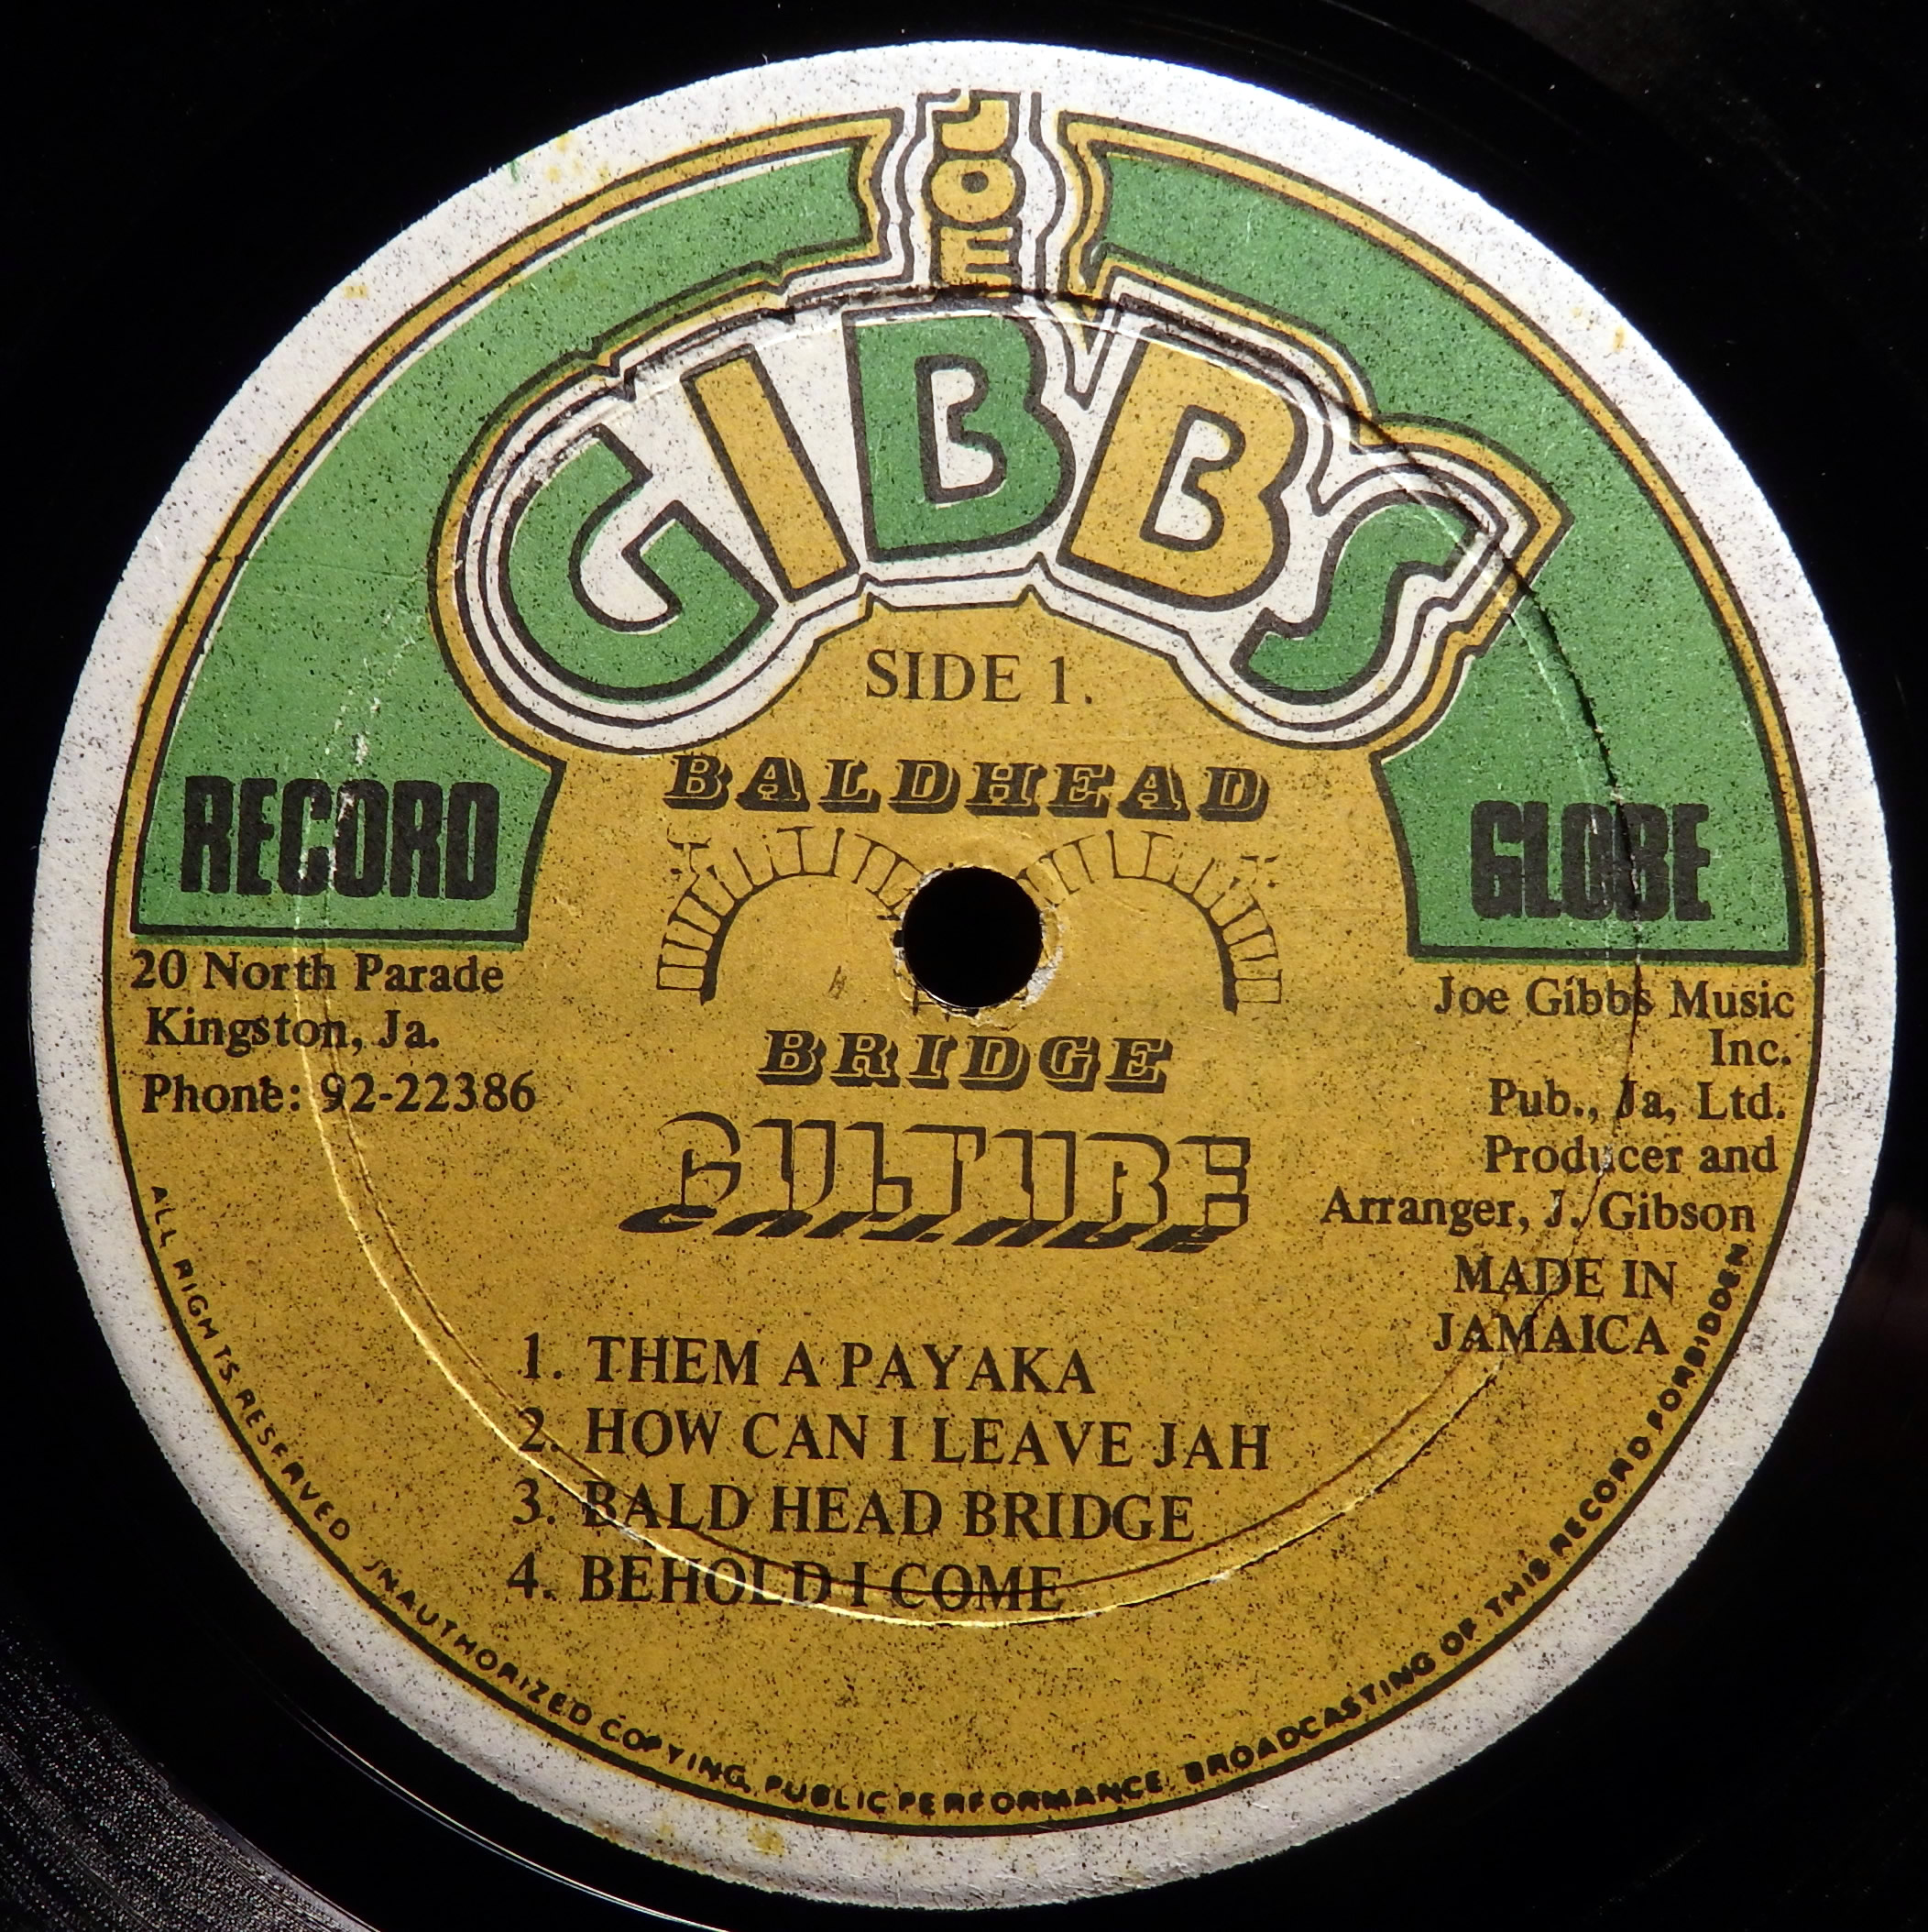 JOE
GIBBS
SIDE 1.
BALDHEAD
BRIDGE
CULTURE
RECORD
20 North Parade
Kingston, Ja.
Phone: 92-22386
GLOBE
Joe Gibbs Music
Inc.
Pub., Ja, Ltd.
Producer and
Arranger, J. Gibson
MADE IN
JAMAICA
1. THEM A PAYAKA
2. HOW CAN I LEAVE JAH
3. BALD HEAD BRIDGE
4. BEHOLD I COME
ALL RIGHTS RESERVED UNAUTHORIZED COPYING, PUBLIC PERFORMANCE, BROADCASTING OF THIS RECORD FORBIDDEN